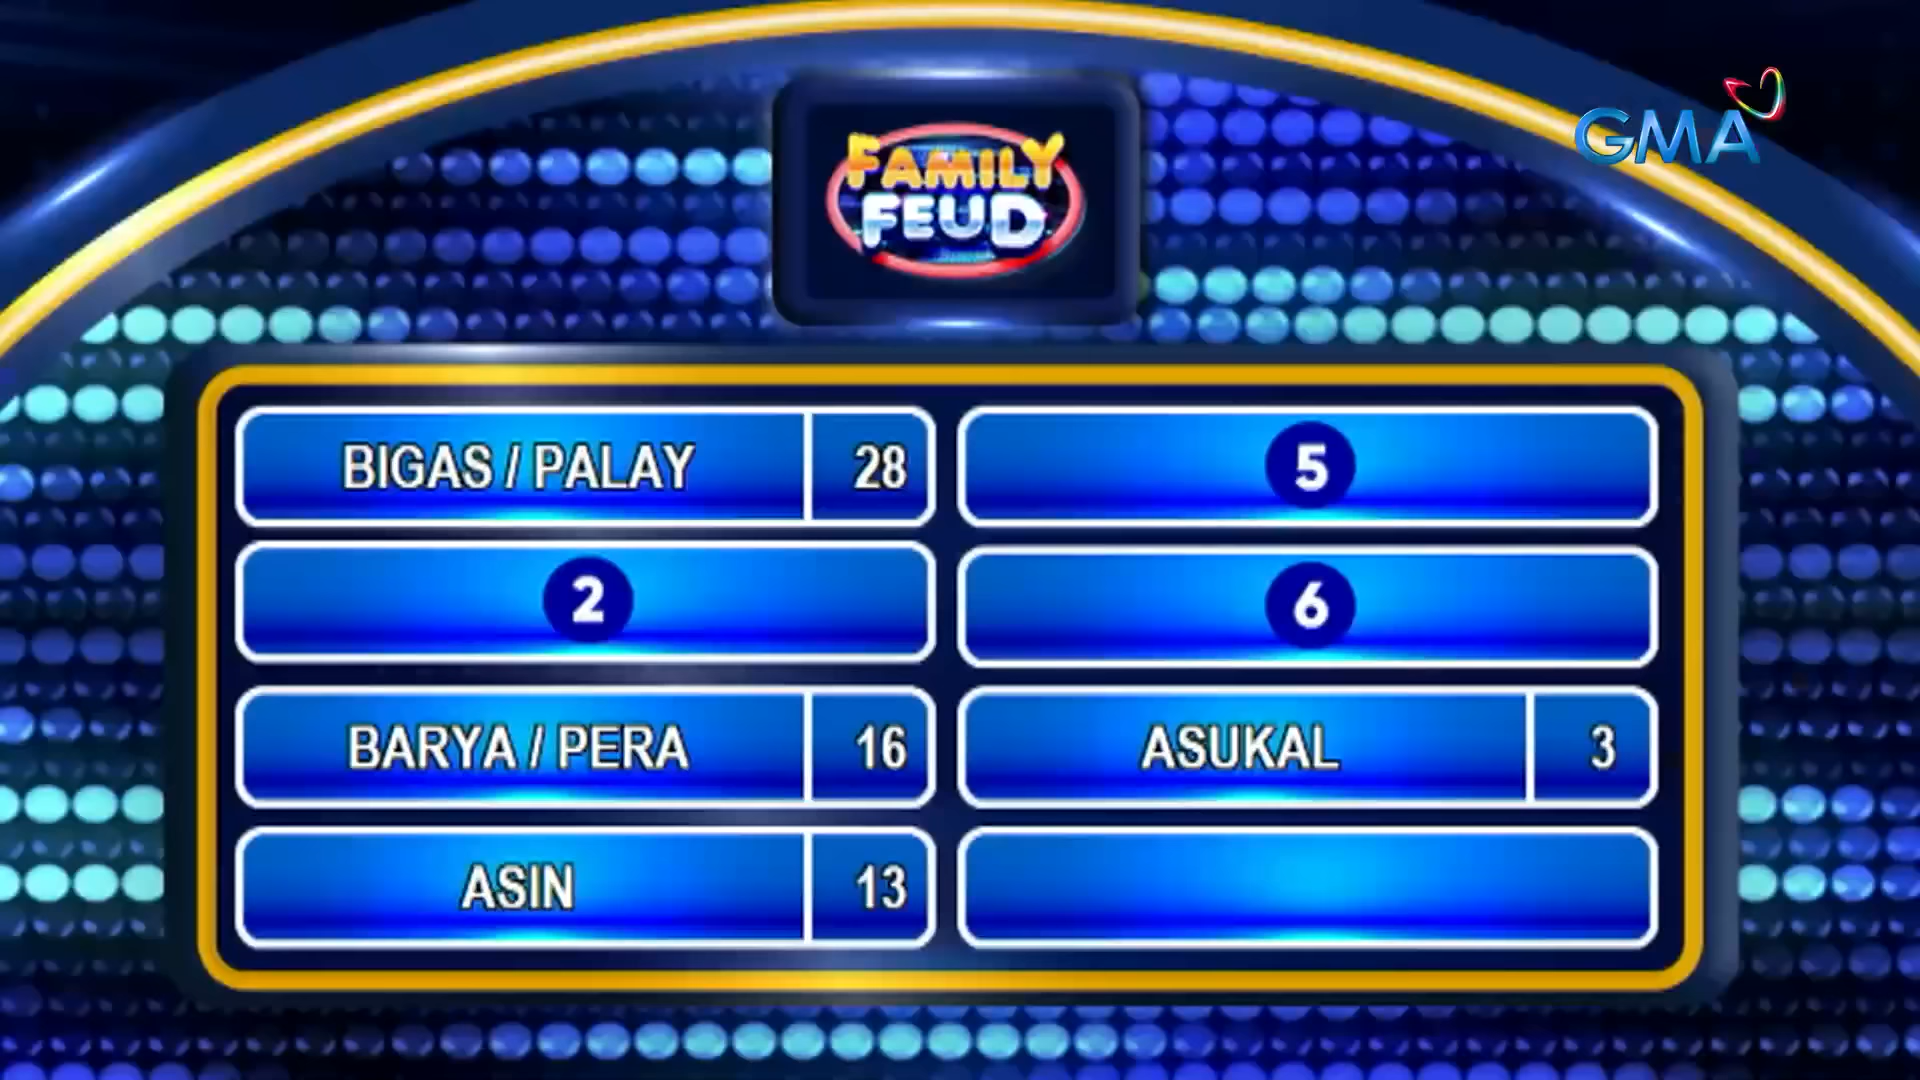 FAMILY
FEUD
GMA
BIGAS / PALAY 28
2
BARYA / PERA 16
ASIN 13
5
6
ASUKAL 3